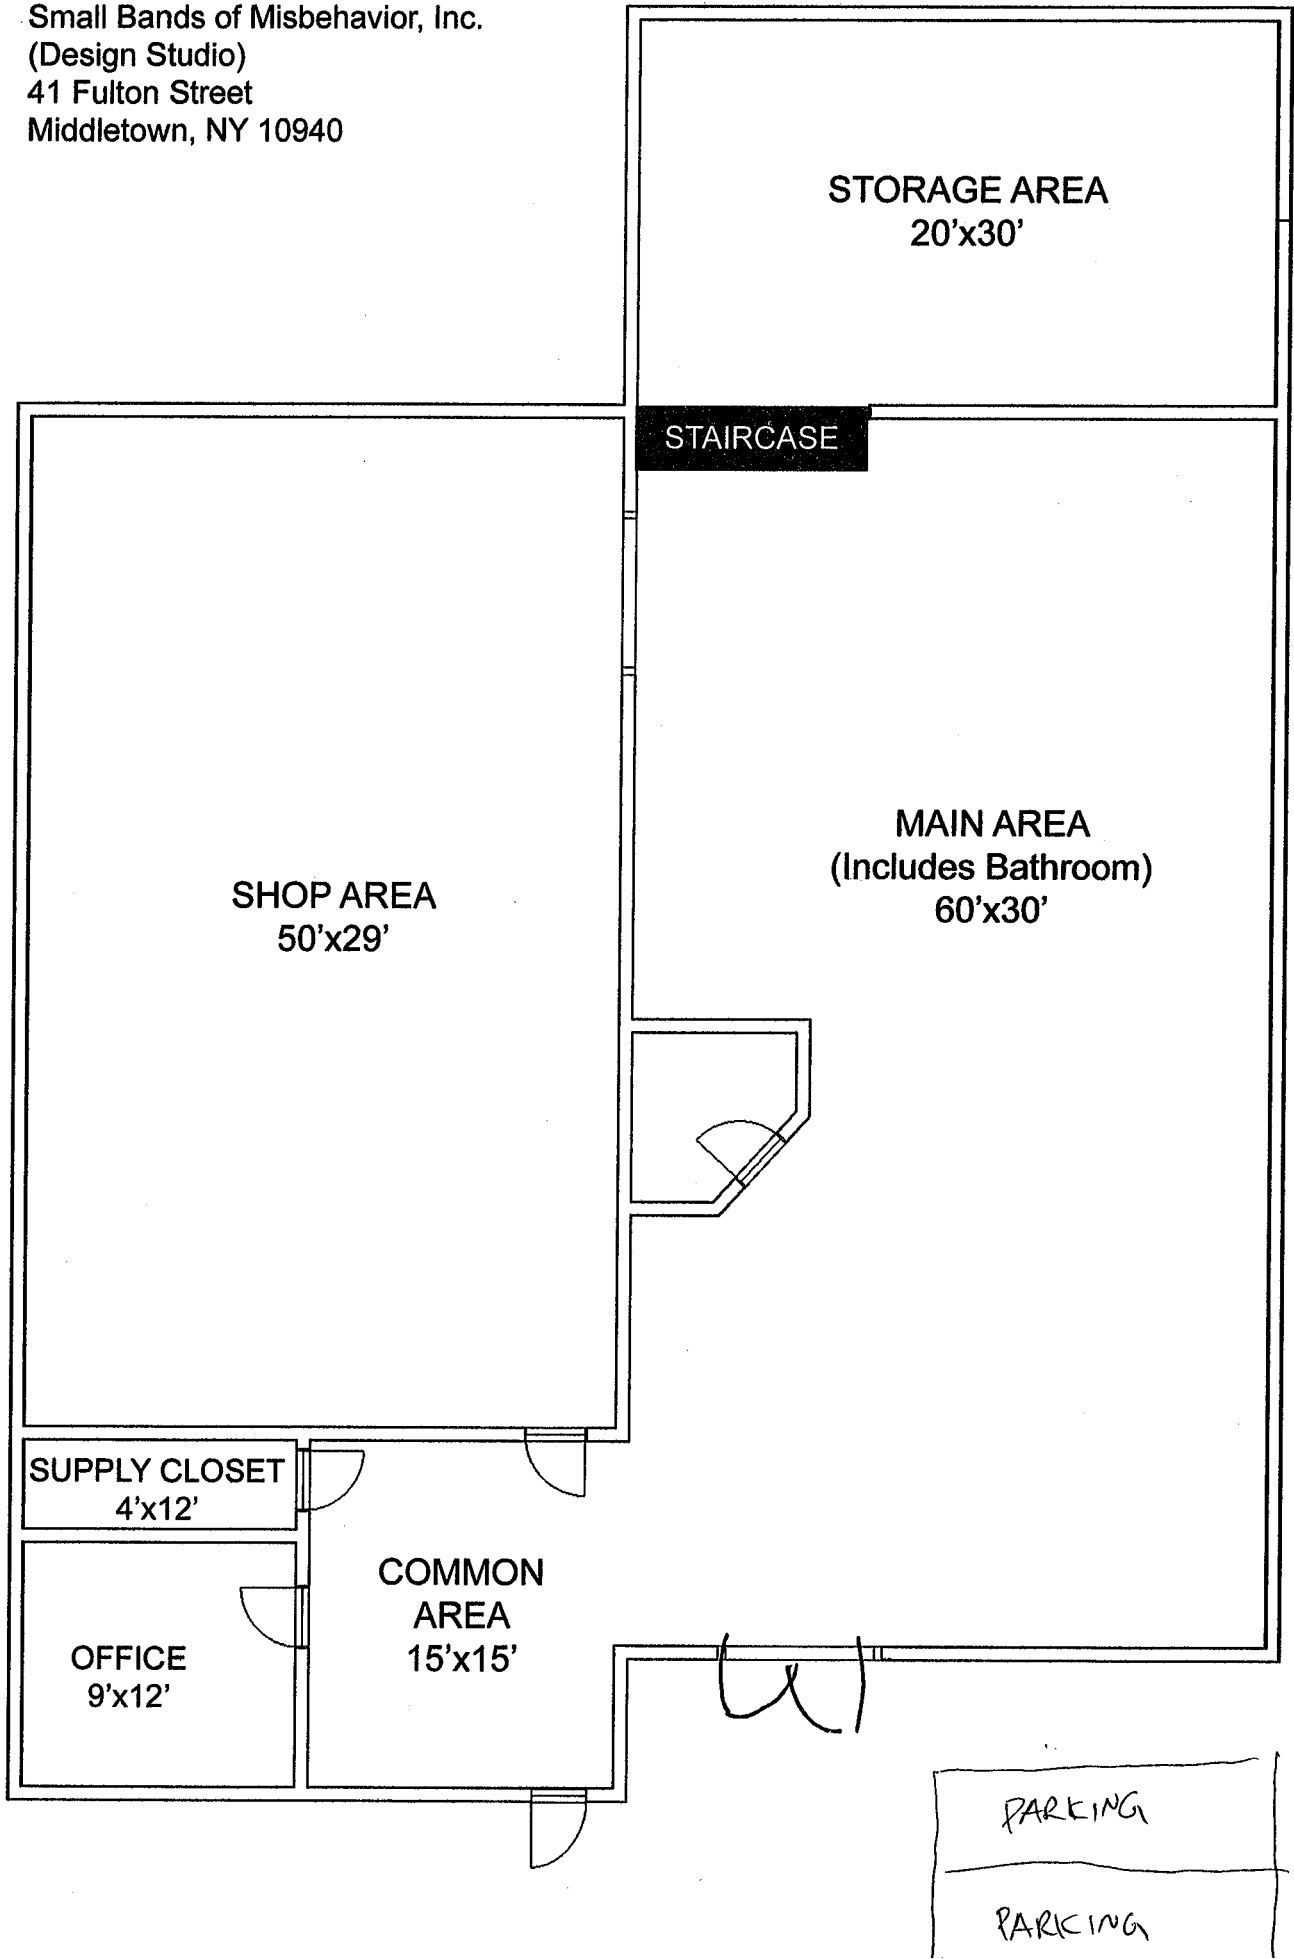 Small Bands of Misbehavior, Inc.
(Design Studio)
41 Fulton Street
Middletown, NY 10940
STORAGE AREA
20’x30’
STAIRCASE
MAIN AREA
(Includes Bathroom)
60’x30’
SHOP AREA
50’x29’
SUPPLY CLOSET
4’x12’
COMMON
AREA
15’x15’
OFFICE
9’x12’
PARKING
PARKING